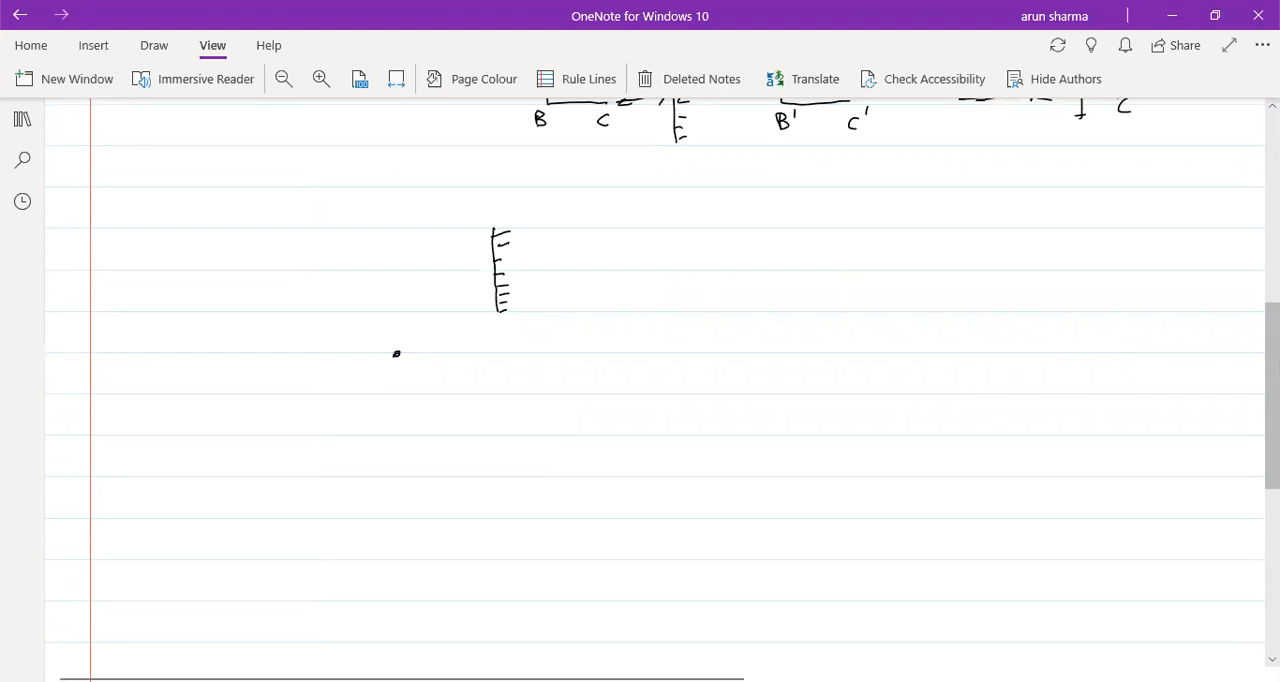 OneNote for Windows 10
arun sharma
Home Insert Draw View Help
Share
New Window Immersive Reader Page Colour Rule Lines Deleted Notes Translate Check Accessibility Hide Authors
B C B' C' C